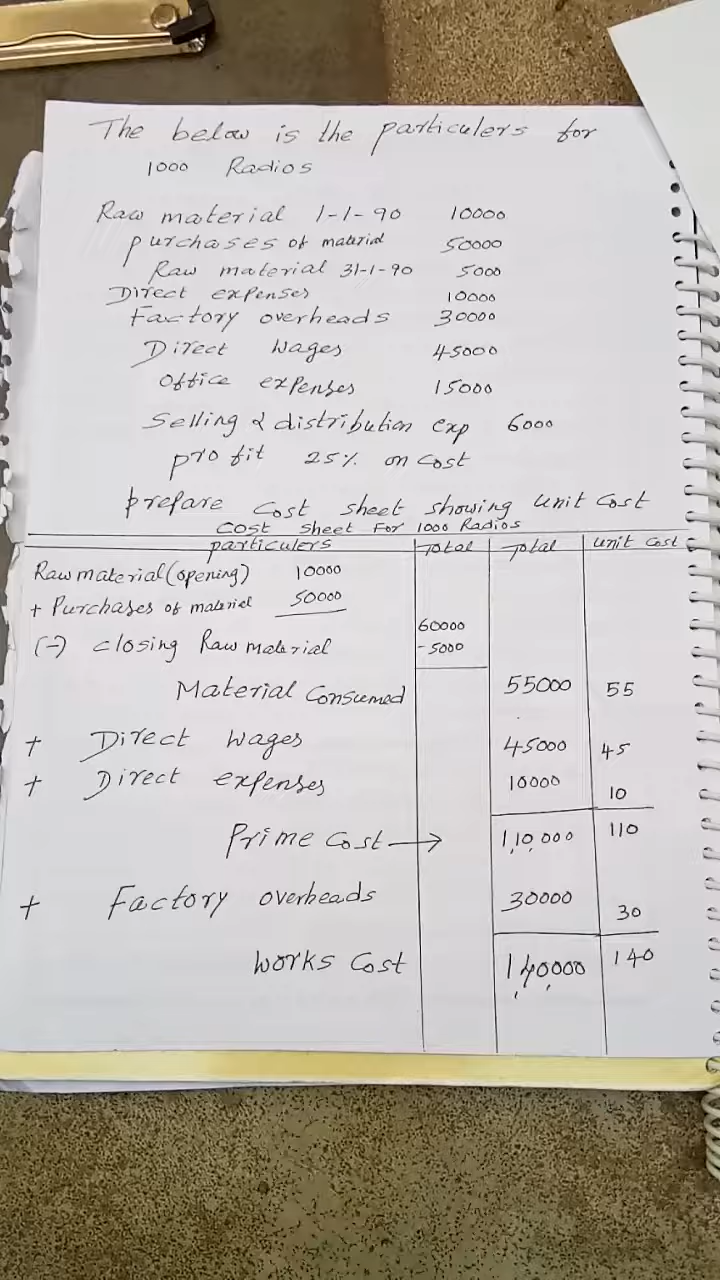 The below is the particulers for
1000 Radios
Raw material 1-1-90 10000
purchases of material 50000
Raw material 31-1-90 5000
Direct expenses 10000
Factory overheads 30000
Direct wages 45000
office expenses 15000
Selling & distribution exp 6000
profit 25% on cost
prepare cost sheet showing unit cost
COST Sheet For 1000 Radios
particulers Total Total unit cost
Raw material (opening) 10000
+ Purchases of material 50000
60000
(-) closing Raw material - 5000
Material Consumed 55000 55
+ Direct wages 45000 45
+ Direct expenses 10000 10
Prime Cost → 1,10,000 110
+ Factory overheads 30000 30
works cost 1,40,000 140